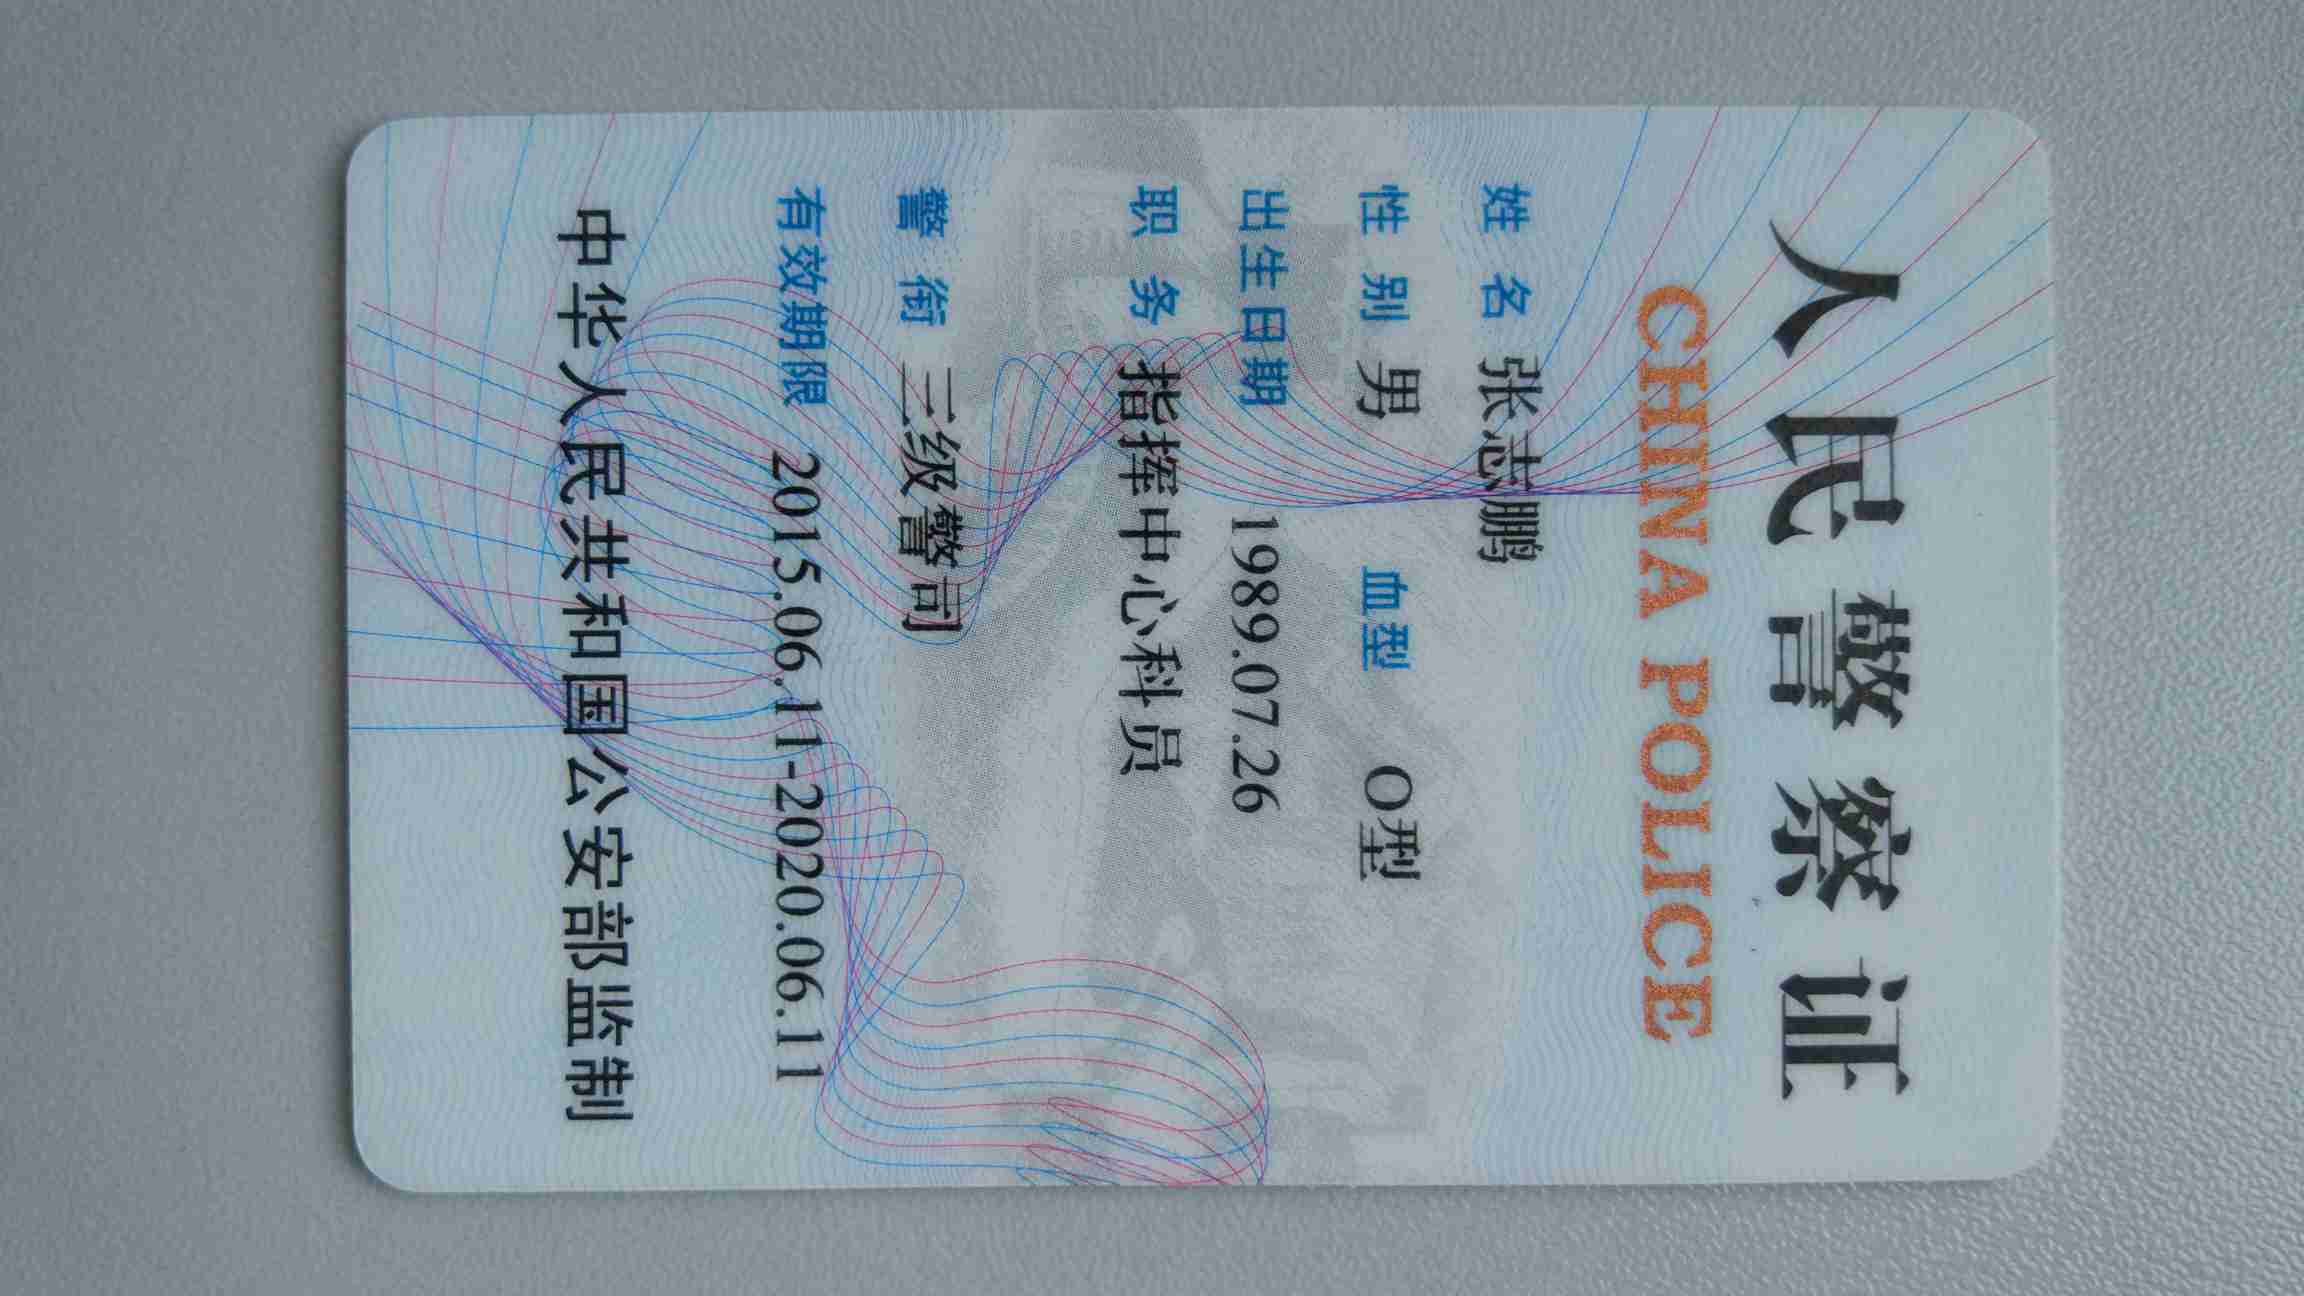 人民警察证
CHINA POLICE
姓名 张志鹏
性别 男 血型 O型
出生日期 1989.07.26
职务 指挥中心科员
警衔 三级警司
有效期限 2015.06.11-2020.06.11
中华人民共和国公安部监制